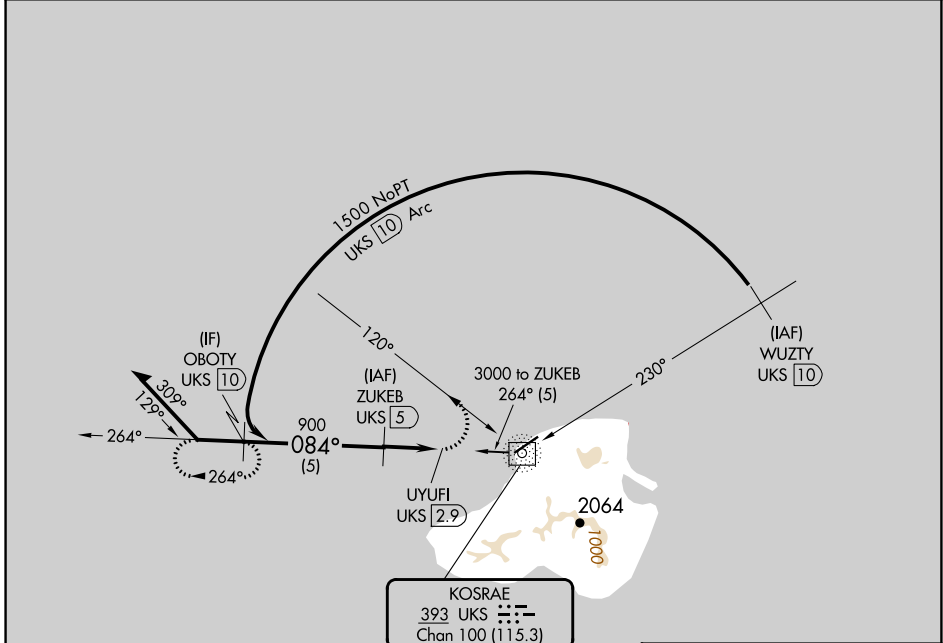 1500 NoPT
UKS 10 Arc
(IF)
OBOTY
UKS 10
120°
(IAF)
ZUKEB
UKS 5
3000 to ZUKEB
264° (5)
230°
(IAF)
WUZTY
UKS 10
309°
129°
264°
900
084°
(5)
264°
UYUFI
UKS 2.9
2064
1000
KOSRAE
393 UKS
Chan 100 (115.3)